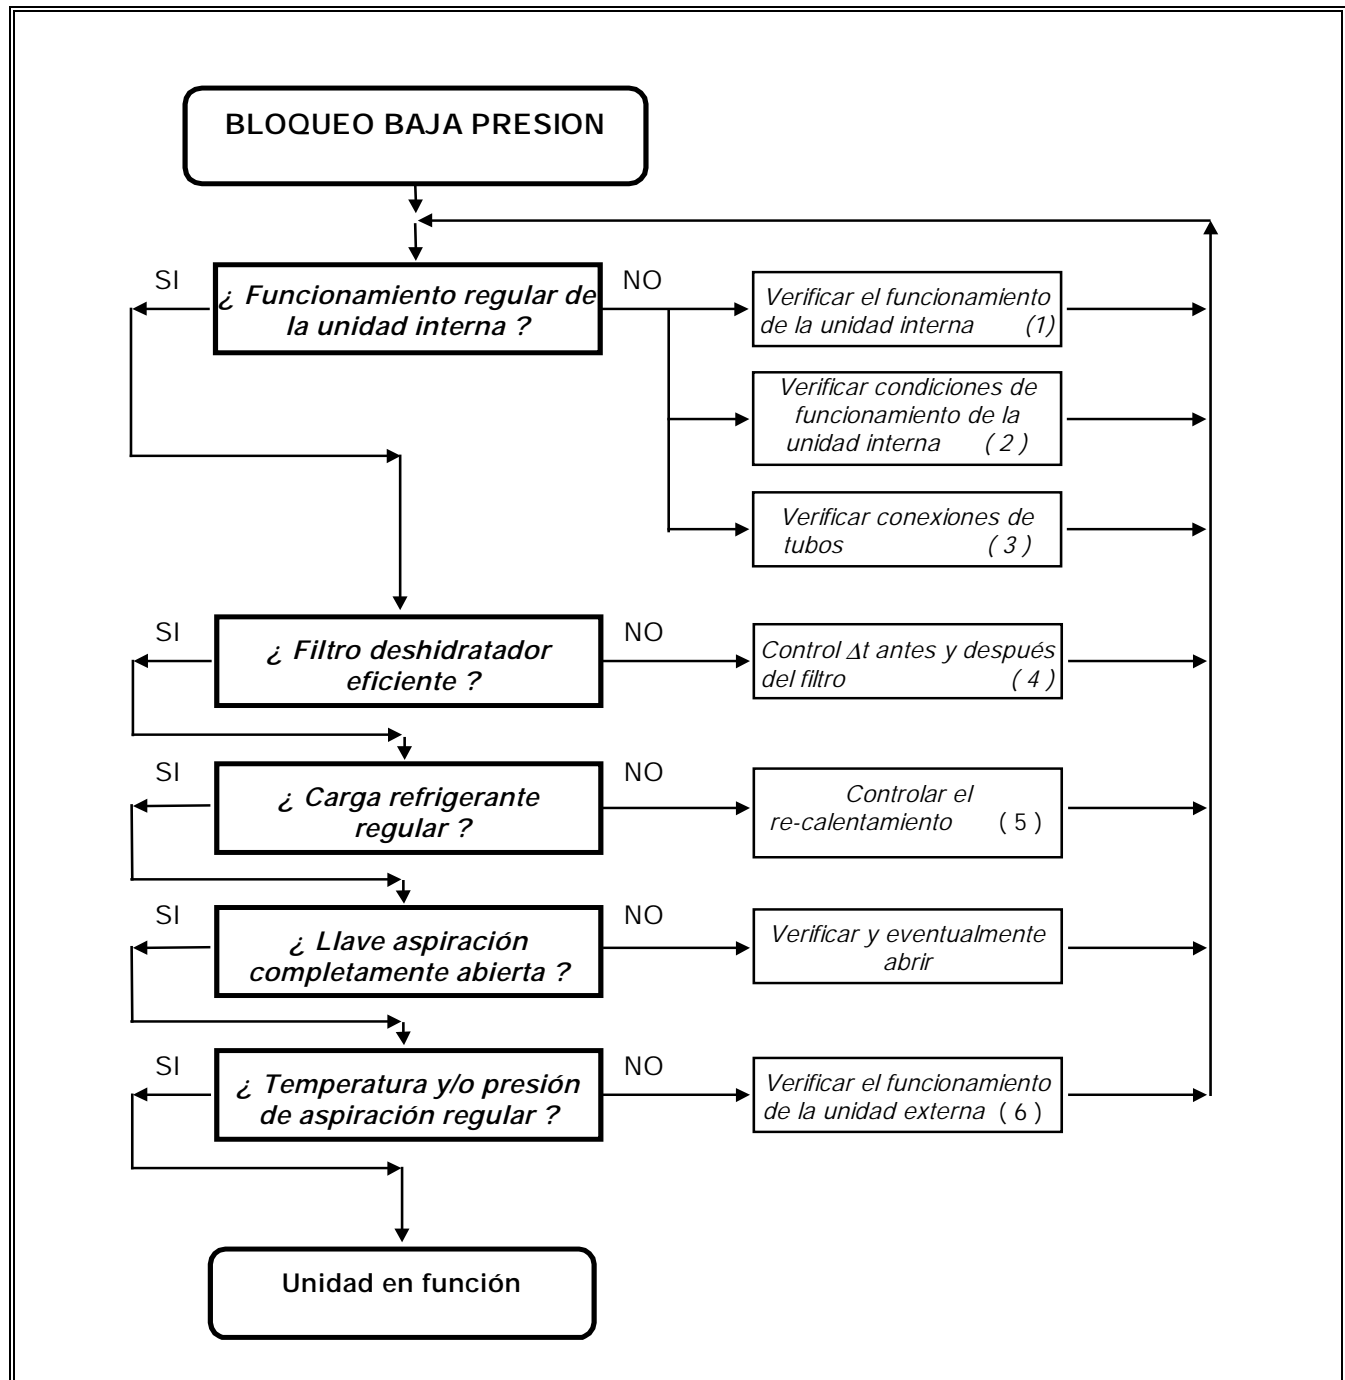 BLOQUEO BAJA PRESION
SI
¿ Funcionamiento regular de
la unidad interna ?
NO
Verificar el funcionamiento
de la unidad interna (1)
Verificar condiciones de
funcionamiento de la
unidad interna ( 2 )
Verificar conexiones de
tubos ( 3 )
SI
¿ Filtro deshidratador
eficiente ?
NO
Control Δt antes y después
del filtro ( 4 )
SI
¿ Carga refrigerante
regular ?
NO
Controlar el
re-calentamiento ( 5 )
SI
¿ Llave aspiración
completamente abierta ?
NO
Verificar y eventualmente
abrir
SI
¿ Temperatura y/o presión
de aspiración regular ?
NO
Verificar el funcionamiento
de la unidad externa ( 6 )
Unidad en función